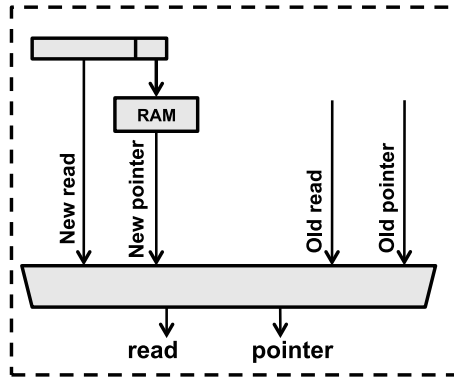 RAM
New read
New pointer
Old read
Old pointer
read
pointer